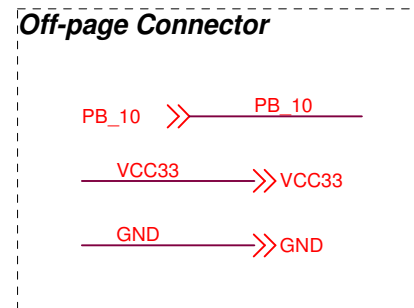 Off-page Connector
PB_10 PB_10
VCC33 VCC33
GND GND